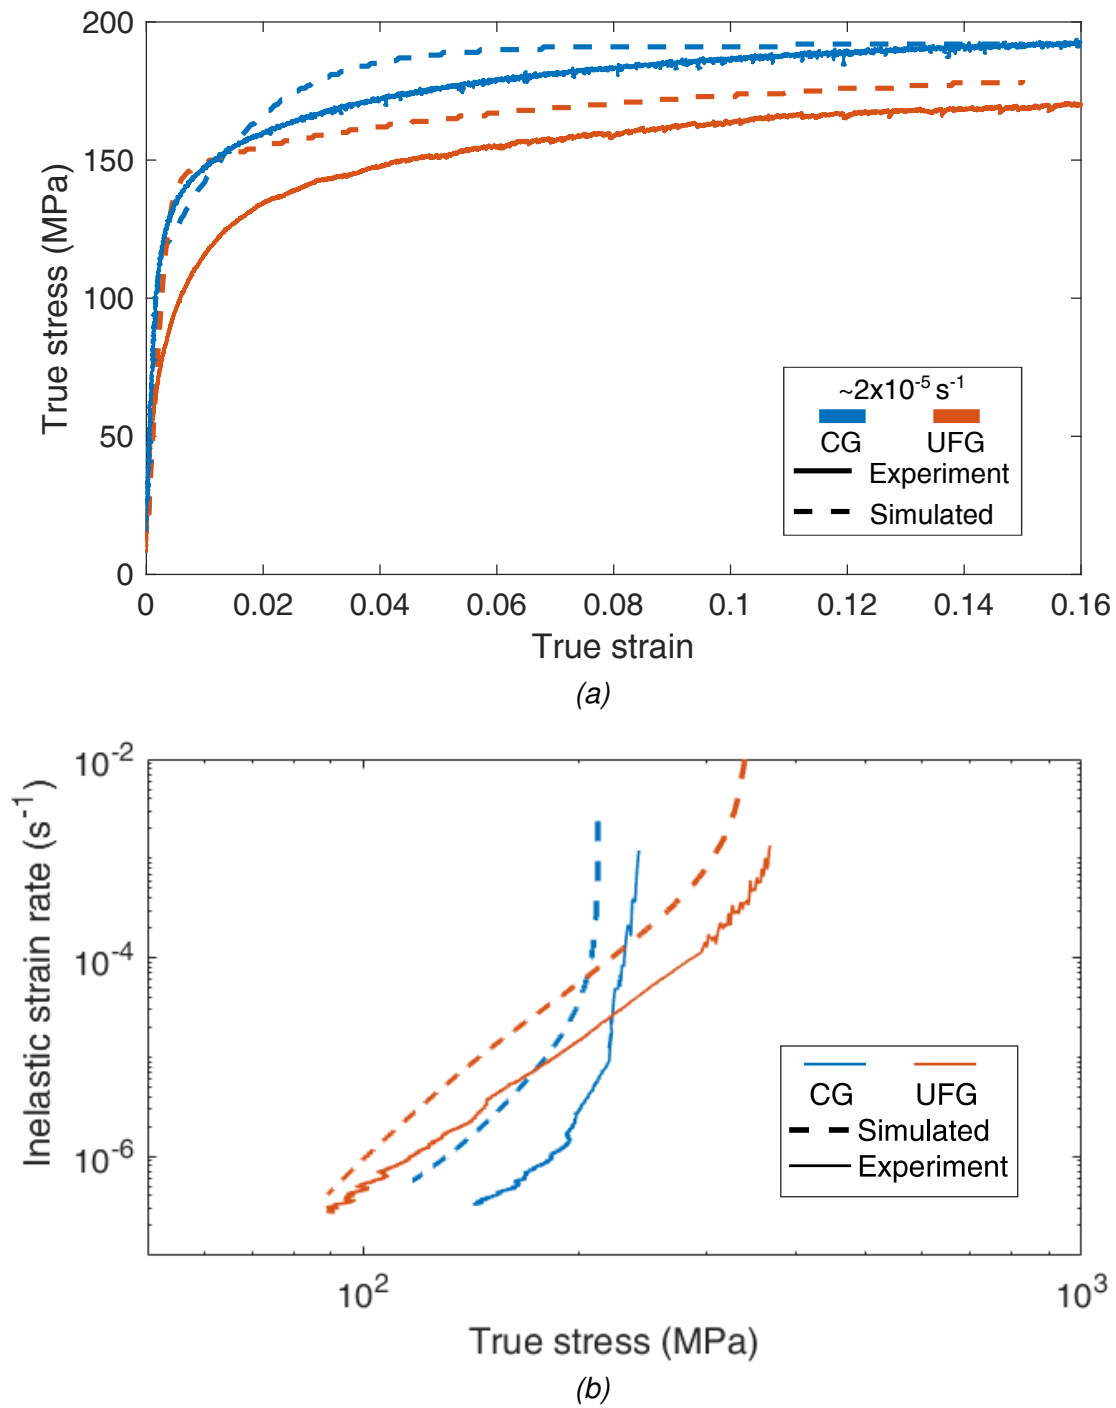 200
150
100
50
0
True stress (MPa)
~2x10⁻⁵ s⁻¹
CG UFG
Experiment
Simulated
0 0.02 0.04 0.06 0.08 0.1 0.12 0.14 0.16
True strain
(a)
10⁻²
10⁻⁴
10⁻⁶
Inelastic strain rate (s⁻¹)
CG UFG
Simulated
Experiment
10² 10³
True stress (MPa)
(b)